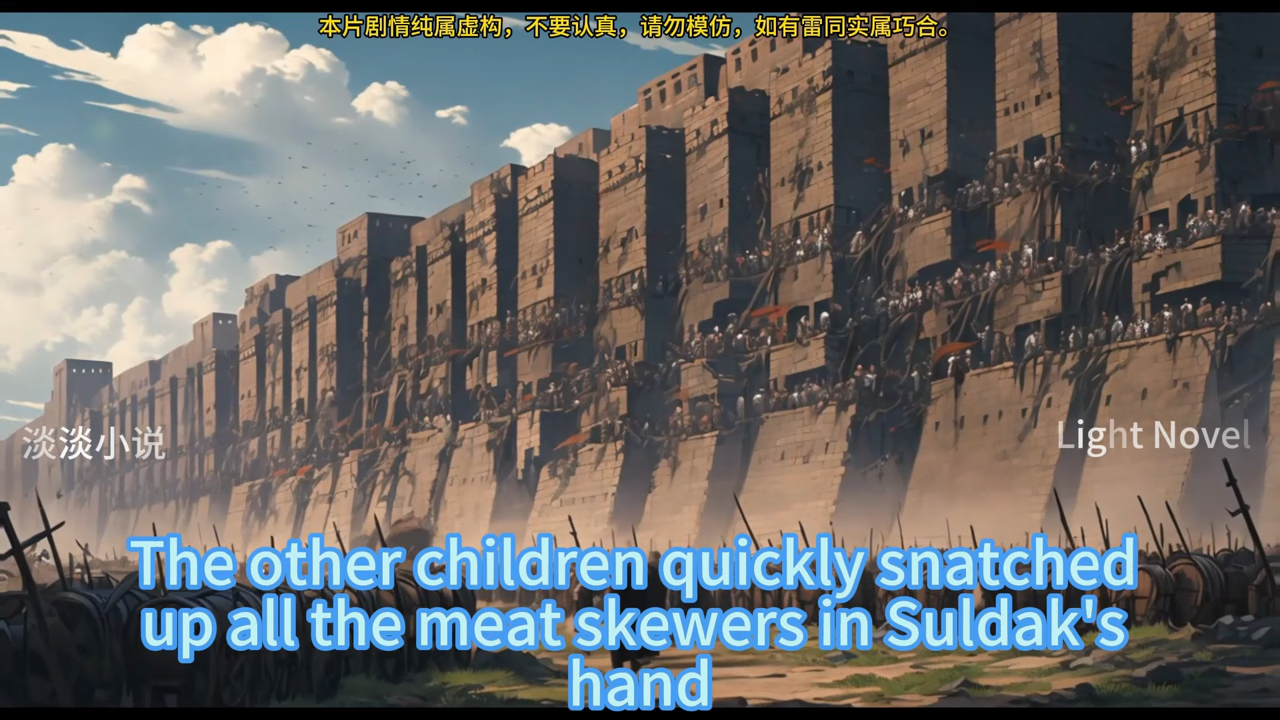 本片剧情纯属虚构，不要认真，请勿模仿，如有雷同实属巧合。
淡淡小说
Light Novel
The other children quickly snatched
up all the meat skewers in Suldak's
hand